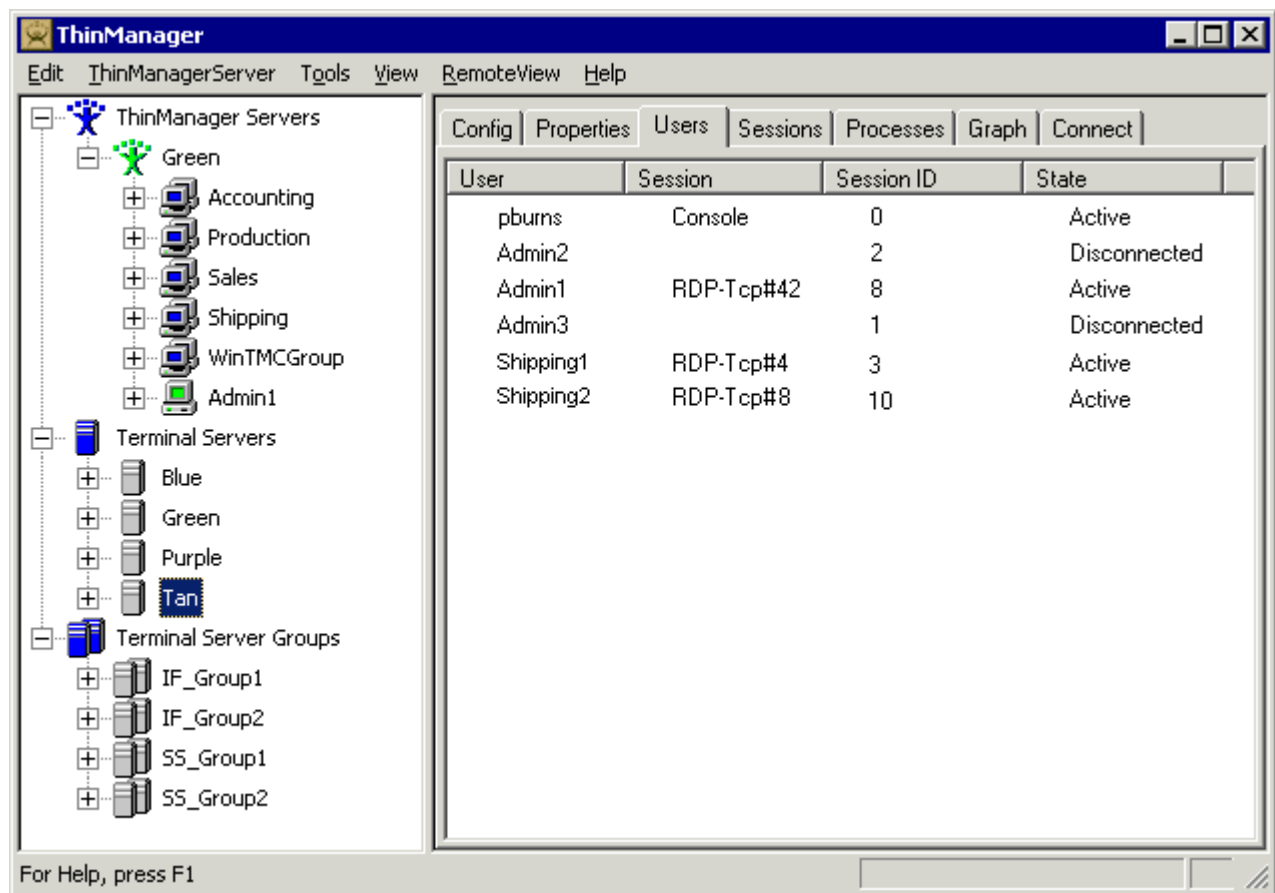 ThinManager
Edit ThinManagerServer Tools View RemoteView Help
ThinManager Servers
Green
Accounting
Production
Sales
Shipping
WinTMCGroup
Admin1
Terminal Servers
Blue
Green
Purple
Tan
Terminal Server Groups
IF_Group1
IF_Group2
SS_Group1
SS_Group2
Config Properties Users Sessions Processes Graph Connect
User Session Session ID State
pburns Console 0 Active
Admin2 2 Disconnected
Admin1 RDP-Tcp#42 8 Active
Admin3 1 Disconnected
Shipping1 RDP-Tcp#4 3 Active
Shipping2 RDP-Tcp#8 10 Active
For Help, press F1